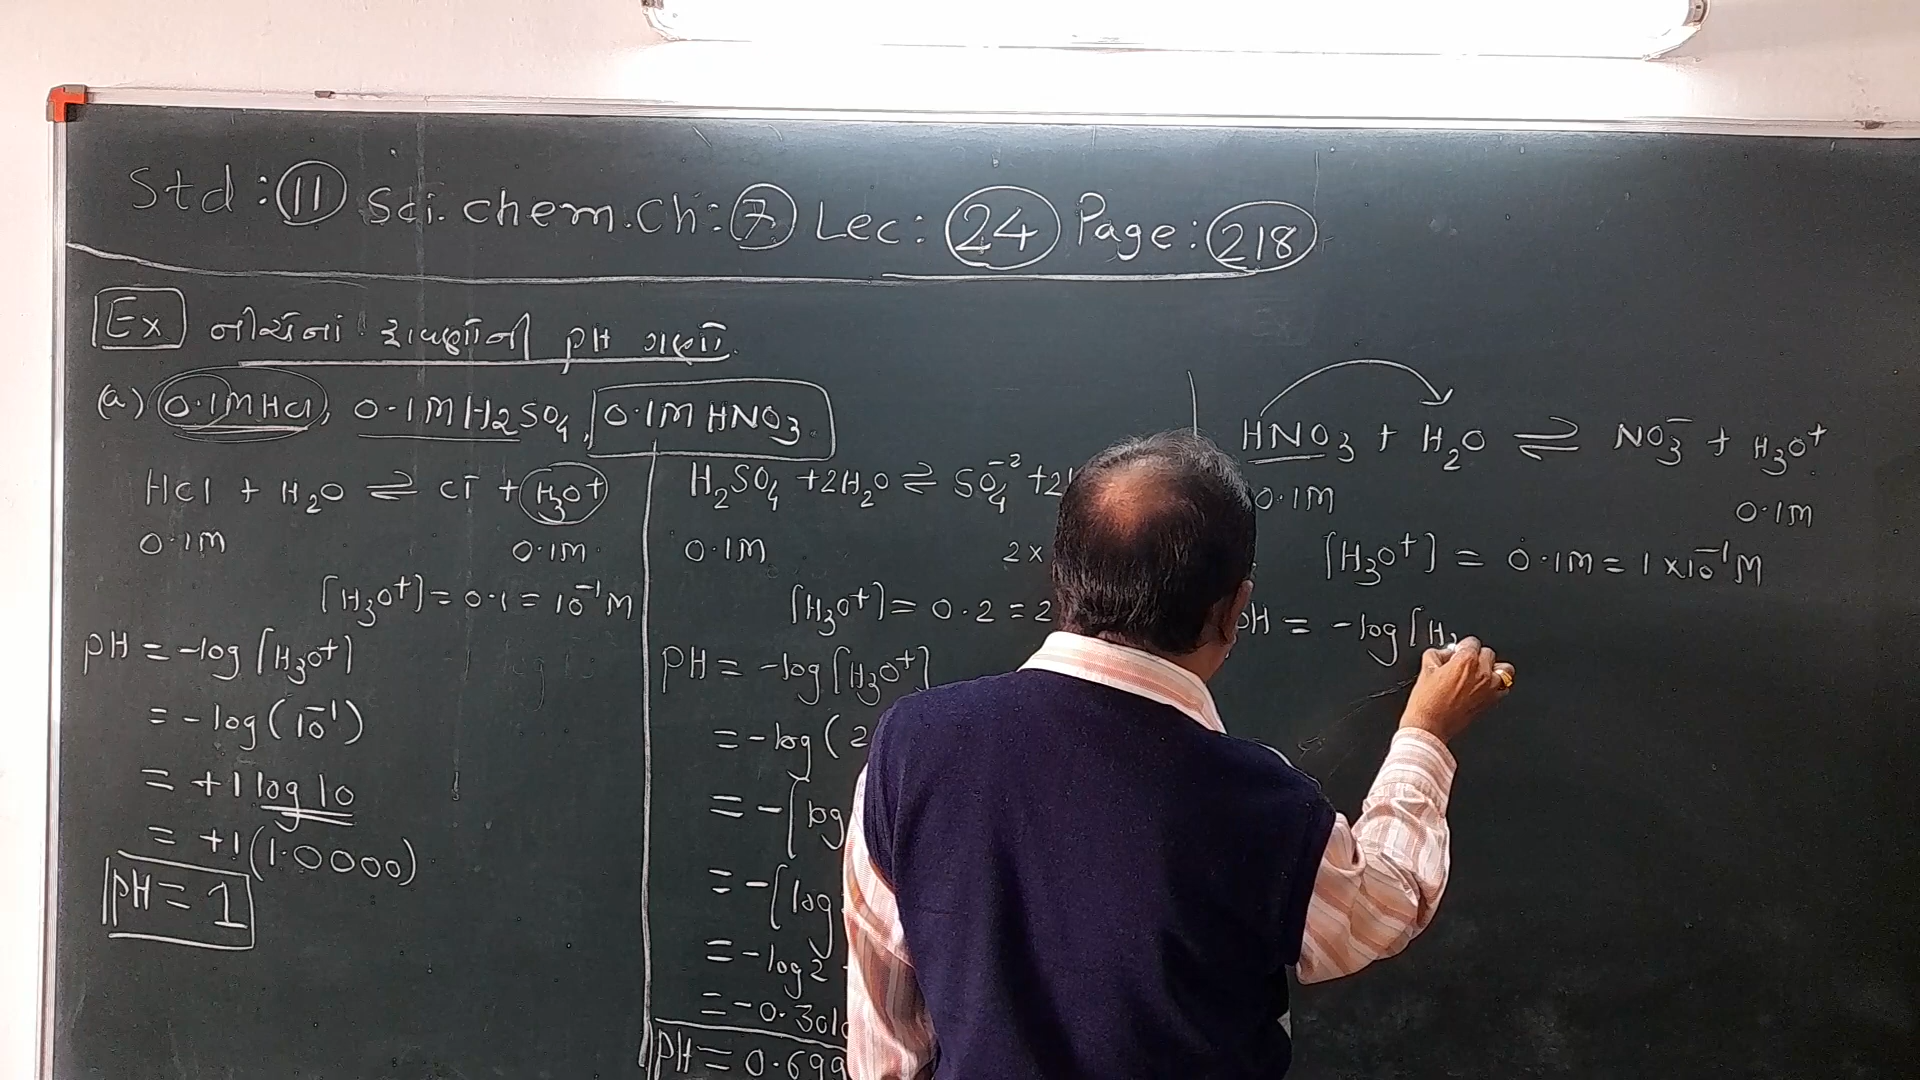 Std : 11 Sci. chem. Ch : 7 Lec : 24 Page : 218
Ex નીચેનાં દ્રાવણોની pH ગણો.
(a) 0.1M HCl, 0.1M H2SO4, 0.1M HNO3.
HCl + H2O ⇌ Cl⁻ + H3O⁺
0.1M 0.1M.
[H3O⁺] = 0.1 = 10⁻¹ M
pH = -log [H3O⁺]
= -log (10⁻¹)
= +1 log 10
= +1 (1.0000)
pH = 1
H2SO4 + 2H2O ⇌ SO4⁻² + 2
0.1M 2 ×
[H3O⁺] = 0.2 = 2
pH = -log [H3O⁺]
= -log (2
= -[log
= -[log
= -log 2
= -0.3010
pH = 0.699
HNO3 + H2O ⇌ NO3⁻ + H3O⁺
0.1M 0.1M
[H3O⁺] = 0.1M = 1 × 10⁻¹ M
pH = -log [H3